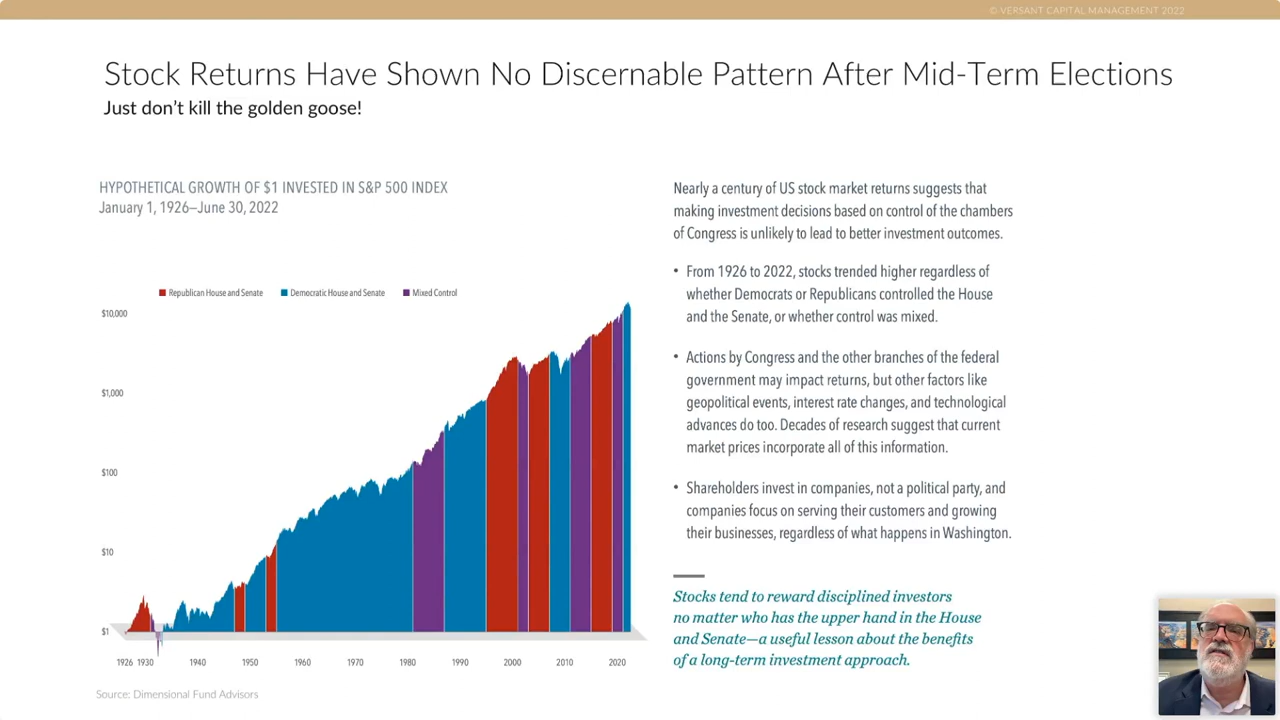 © VERSANT CAPITAL MANAGEMENT 2022
Stock Returns Have Shown No Discernable Pattern After Mid-Term Elections
Just don't kill the golden goose!
HYPOTHETICAL GROWTH OF $1 INVESTED IN S&P 500 INDEX
January 1, 1926—June 30, 2022
Republican House and Senate Democratic House and Senate Mixed Control
$10,000
$1,000
$100
$10
$1
1926 1930 1940 1950 1960 1970 1980 1990 2000 2010 2020
Source: Dimensional Fund Advisors
Nearly a century of US stock market returns suggests that
making investment decisions based on control of the chambers
of Congress is unlikely to lead to better investment outcomes.
• From 1926 to 2022, stocks trended higher regardless of
whether Democrats or Republicans controlled the House
and the Senate, or whether control was mixed.
• Actions by Congress and the other branches of the federal
government may impact returns, but other factors like
geopolitical events, interest rate changes, and technological
advances do too. Decades of research suggest that current
market prices incorporate all of this information.
• Shareholders invest in companies, not a political party, and
companies focus on serving their customers and growing
their businesses, regardless of what happens in Washington.
Stocks tend to reward disciplined investors
no matter who has the upper hand in the House
and Senate—a useful lesson about the benefits
of a long-term investment approach.